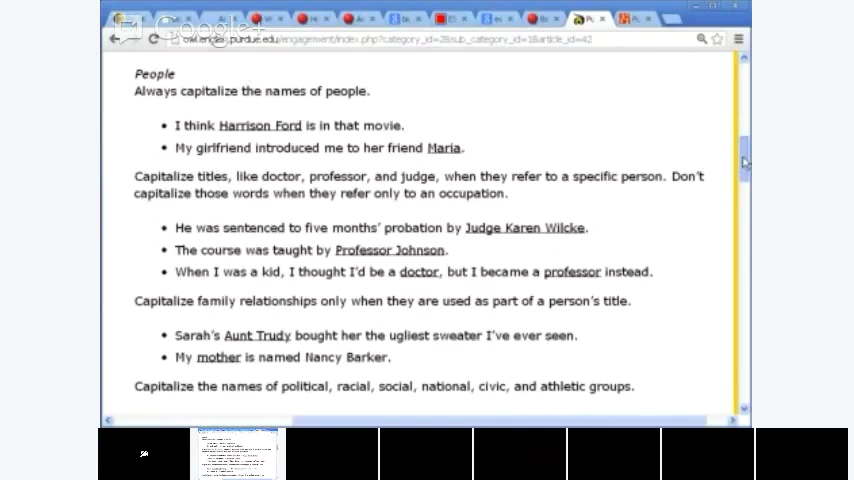 Google+
owl.english.purdue.edu/engagement/index.php?category_id=2&sub_category_id=1&article_id=42
People
Always capitalize the names of people.
• I think Harrison Ford is in that movie.
• My girlfriend introduced me to her friend Maria.
Capitalize titles, like doctor, professor, and judge, when they refer to a specific person. Don't
capitalize those words when they refer only to an occupation.
• He was sentenced to five months' probation by Judge Karen Wilcke.
• The course was taught by Professor Johnson.
• When I was a kid, I thought I'd be a doctor, but I became a professor instead.
Capitalize family relationships only when they are used as part of a person's title.
• Sarah's Aunt Trudy bought her the ugliest sweater I've ever seen.
• My mother is named Nancy Barker.
Capitalize the names of political, racial, social, national, civic, and athletic groups.